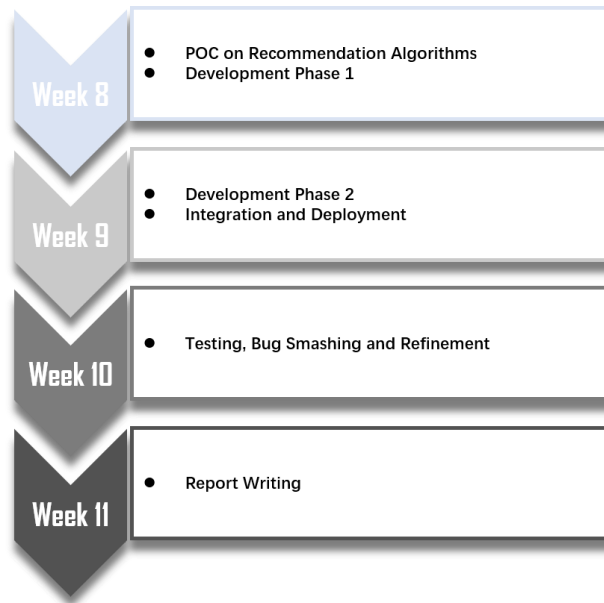 Week 8
● POC on Recommendation Algorithms
● Development Phase 1
Week 9
● Development Phase 2
● Integration and Deployment
Week 10
● Testing, Bug Smashing and Refinement
Week 11
● Report Writing